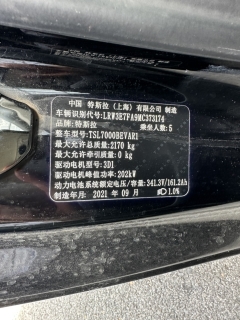 中国 特斯拉（上海）有限公司 制造
车辆识别代号: LRW3E7FA9MC373174
品牌: 特斯拉 乘坐人数: 5
整车型号: TSL7000BEVAR1
最大允许总质量: 2170 kg
最大允许牵引质量: 0 kg
驱动电机型号: 3D1
驱动电机峰值功率: 202kW
动力电池系统额定电压/容量: 341.3V/161.2Ah
制造年月: 2021 年 09 月 1.0%